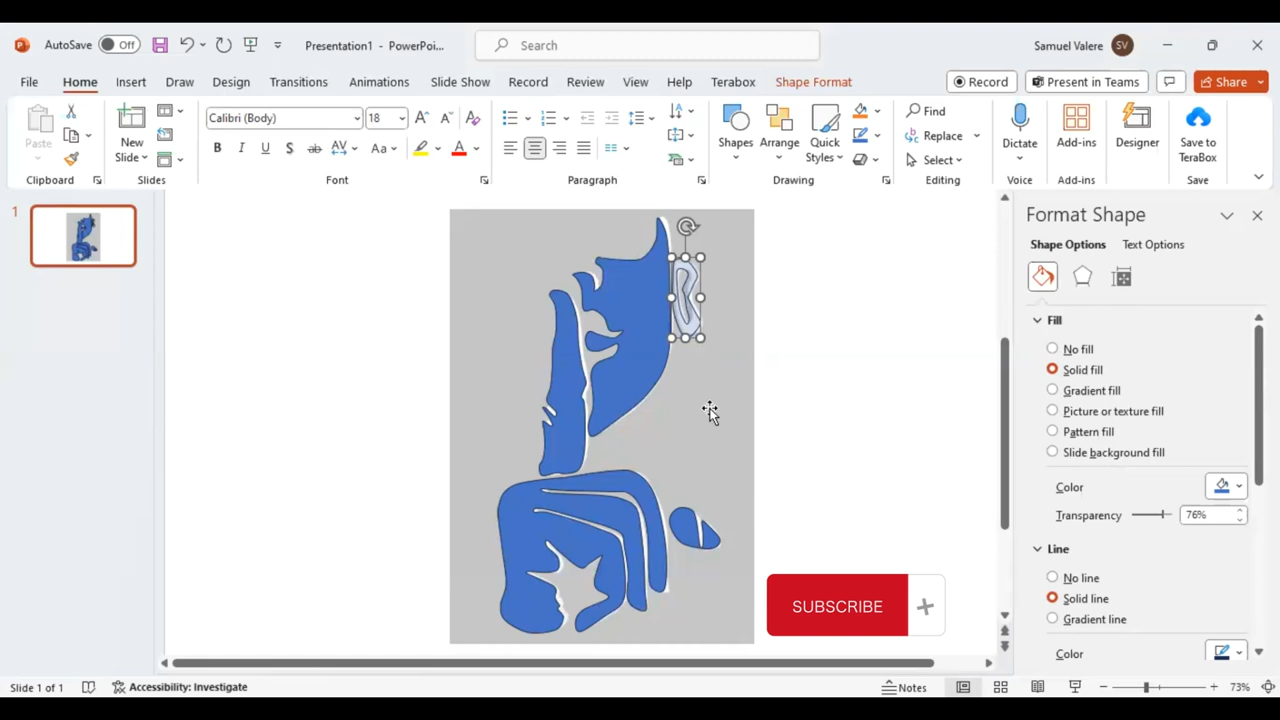 AutoSave Off Presentation1 - PowerPoi... Search Samuel Valere SV
File Home Insert Draw Design Transitions Animations Slide Show Record Review View Help Terabox Shape Format Record Present in Teams Share
Paste New Slide Calibri (Body) 18 Shapes Arrange Quick Styles Find Replace Select Dictate Add-ins Designer Save to TeraBox
Clipboard Slides Font Paragraph Drawing Editing Voice Add-ins Save
1
Format Shape
Shape Options Text Options
Fill
No fill
Solid fill
Gradient fill
Picture or texture fill
Pattern fill
Slide background fill
Color
Transparency 76%
Line
No line
Solid line
Gradient line
Color
SUBSCRIBE +
Slide 1 of 1 Accessibility: Investigate Notes 73%